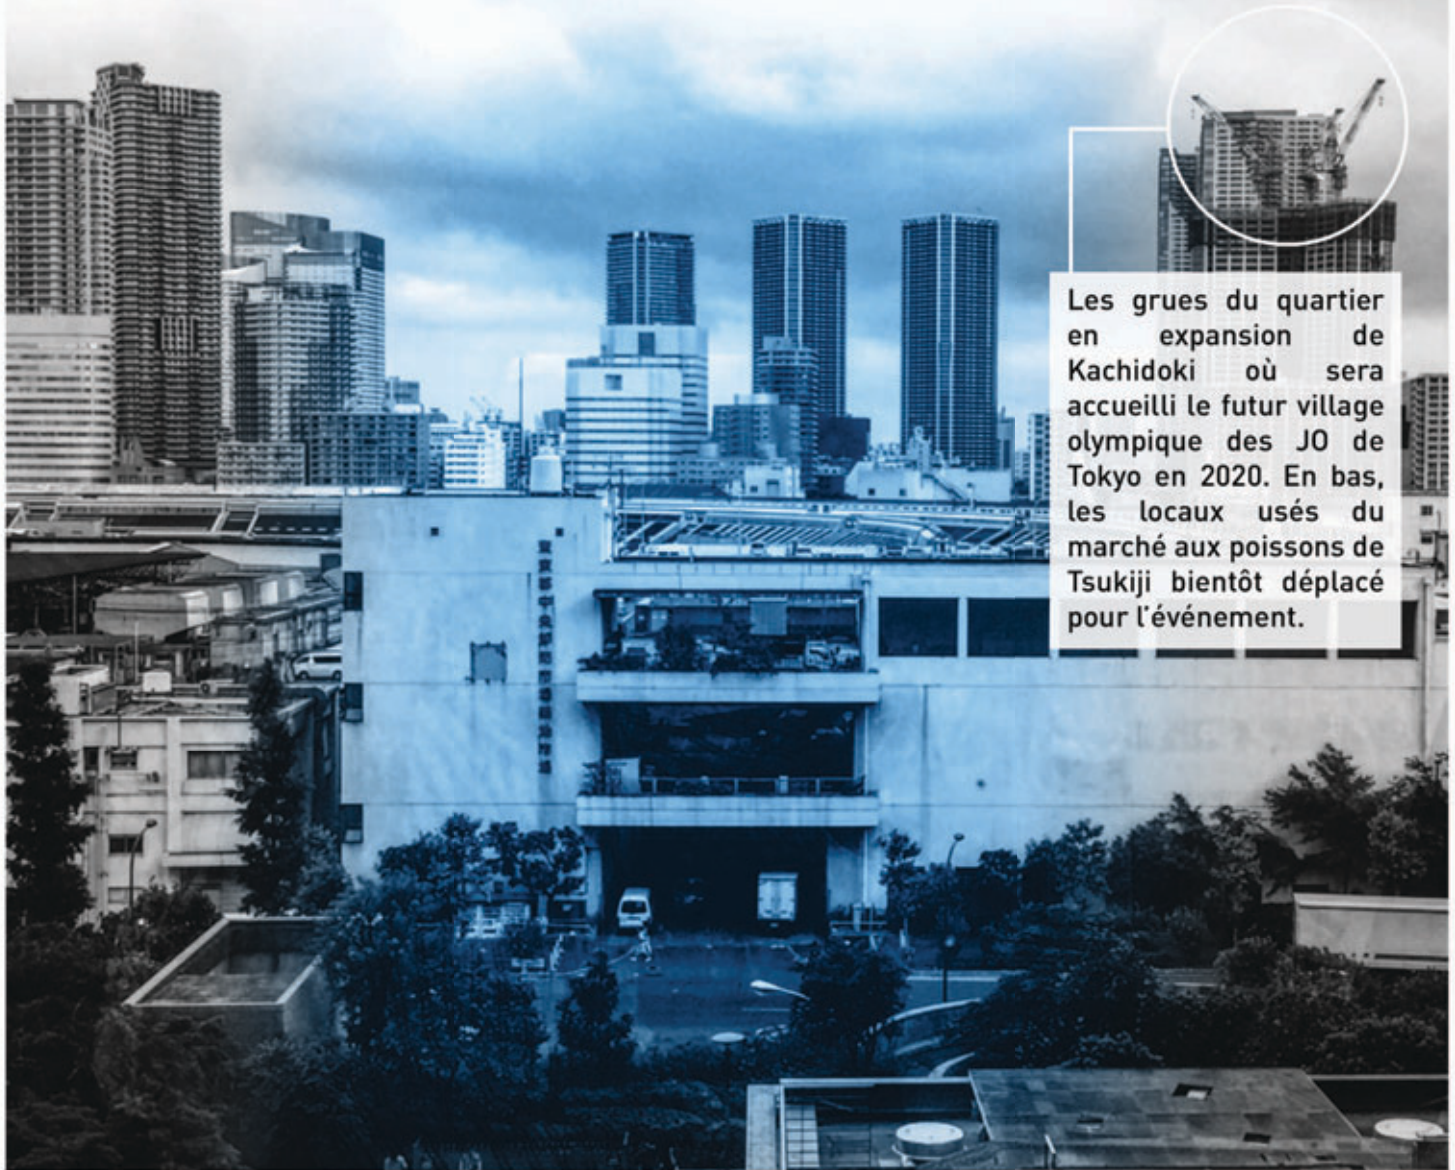 Les grues du quartier
en expansion de
Kachidoki où sera
accueilli le futur village
olympique des JO de
Tokyo en 2020. En bas,
les locaux usés du
marché aux poissons de
Tsukiji bientôt déplacé
pour l'événement.